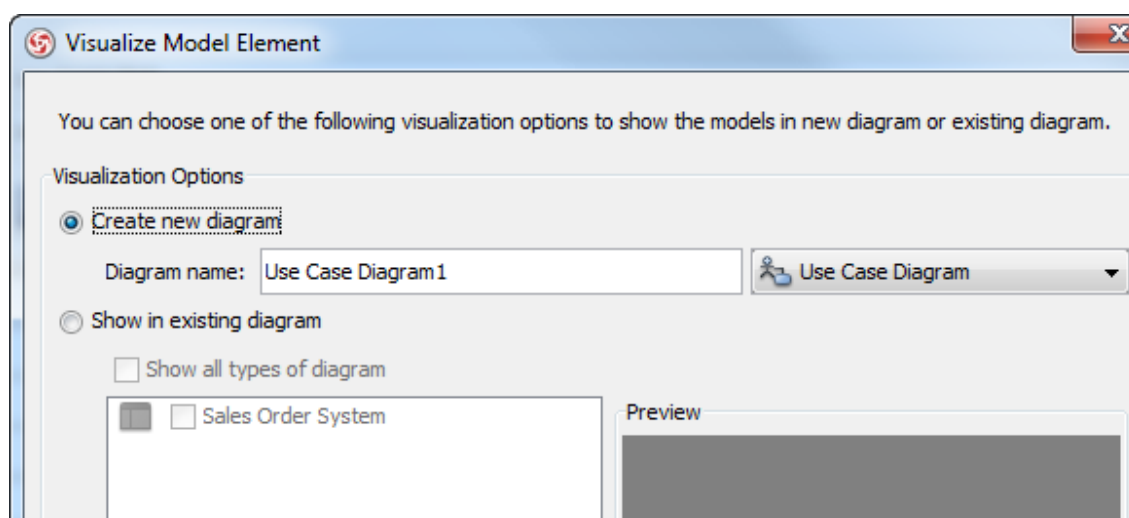 Visualize Model Element
You can choose one of the following visualization options to show the models in new diagram or existing diagram.
Visualization Options
Create new diagram
Diagram name: Use Case Diagram1 Use Case Diagram
Show in existing diagram
Show all types of diagram
Sales Order System
Preview